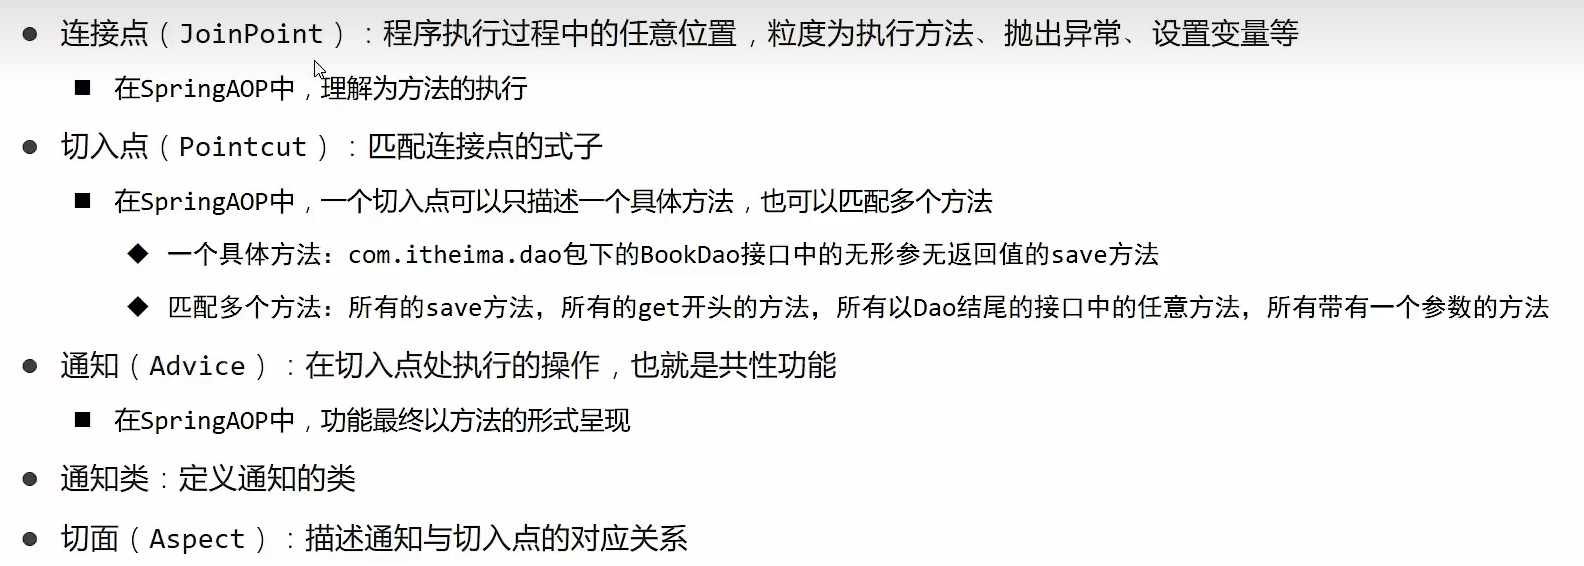 连接点（JoinPoint）：程序执行过程中的任意位置，粒度为执行方法、抛出异常、设置变量等
在SpringAOP中，理解为方法的执行
切入点（Pointcut）：匹配连接点的式子
在SpringAOP中，一个切入点可以只描述一个具体方法，也可以匹配多个方法
一个具体方法：com.itheima.dao包下的BookDao接口中的无形参无返回值的save方法
匹配多个方法：所有的save方法，所有的get开头的方法，所有以Dao结尾的接口中的任意方法，所有带有一个参数的方法
通知（Advice）：在切入点处执行的操作，也就是共性功能
在SpringAOP中，功能最终以方法的形式呈现
通知类：定义通知的类
切面（Aspect）：描述通知与切入点的对应关系